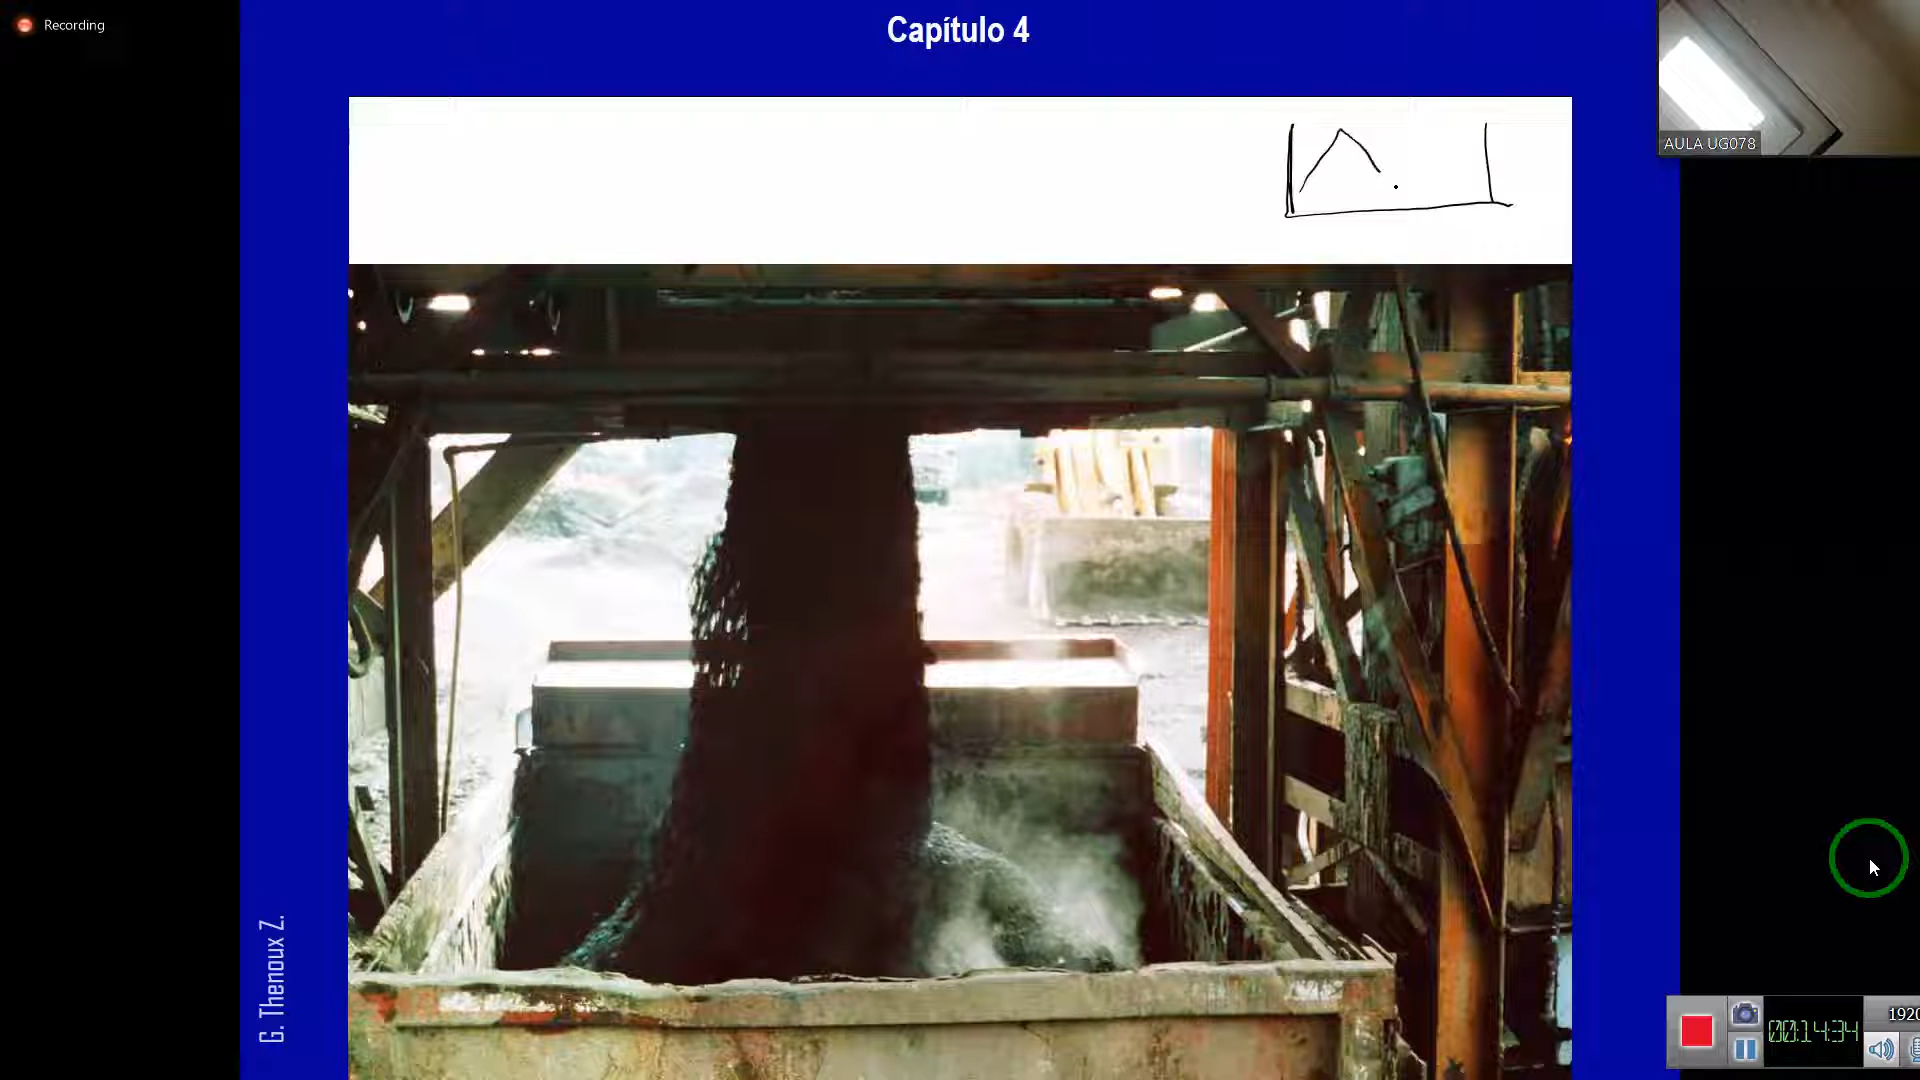 Recording
Capítulo 4
AULA UG078
G. Thenoux Z.
00:14:34
1920